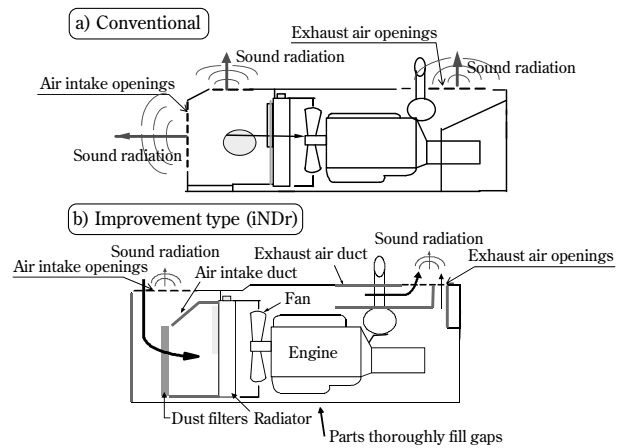 a) Conventional
Exhaust air openings
Sound radiation
Sound radiation
Air intake openings
Sound radiation
b) Improvement type (iNDr)
Sound radiation
Sound radiation
Exhaust air duct
Exhaust air openings
Air intake openings
Air intake duct
Fan
Engine
Dust filters
Radiator
Parts thoroughly fill gaps